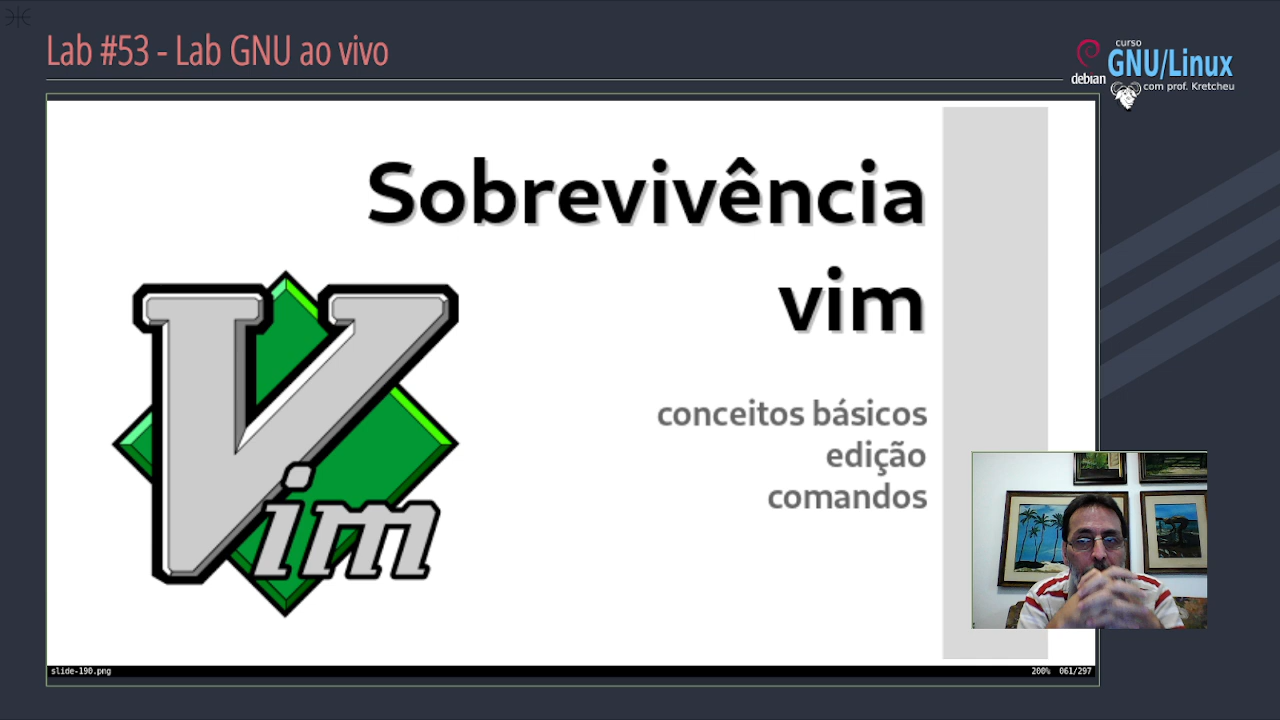 Lab #53 - Lab GNU ao vivo
curso
GNU/Linux
debian
com prof. Kretcheu
Sobrevivência
vim
conceitos básicos
edição
comandos
Vim
slide-190.png
200% 061/297